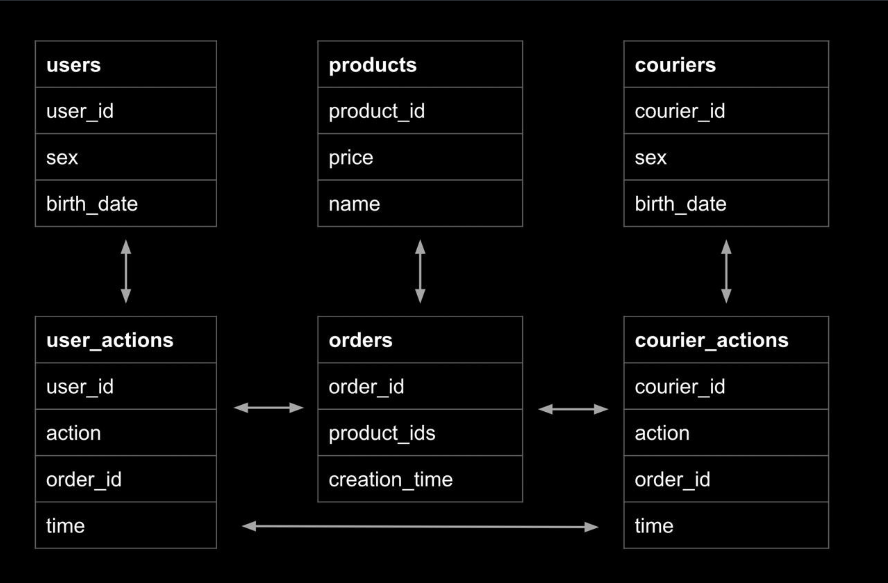 users
user_id
sex
birth_date
products
product_id
price
name
couriers
courier_id
sex
birth_date
user_actions
user_id
action
order_id
time
orders
order_id
product_ids
creation_time
courier_actions
courier_id
action
order_id
time